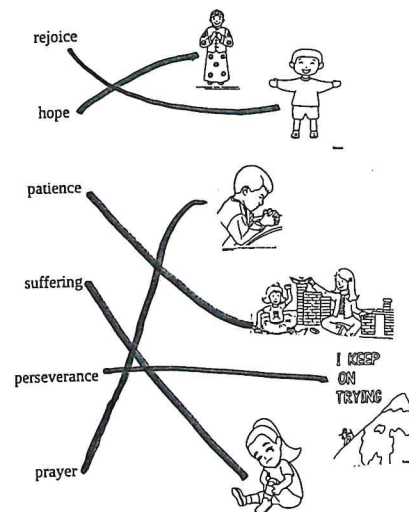 rejoice
hope
patience
suffering
perseverance
I KEEP
ON
TRYING
prayer